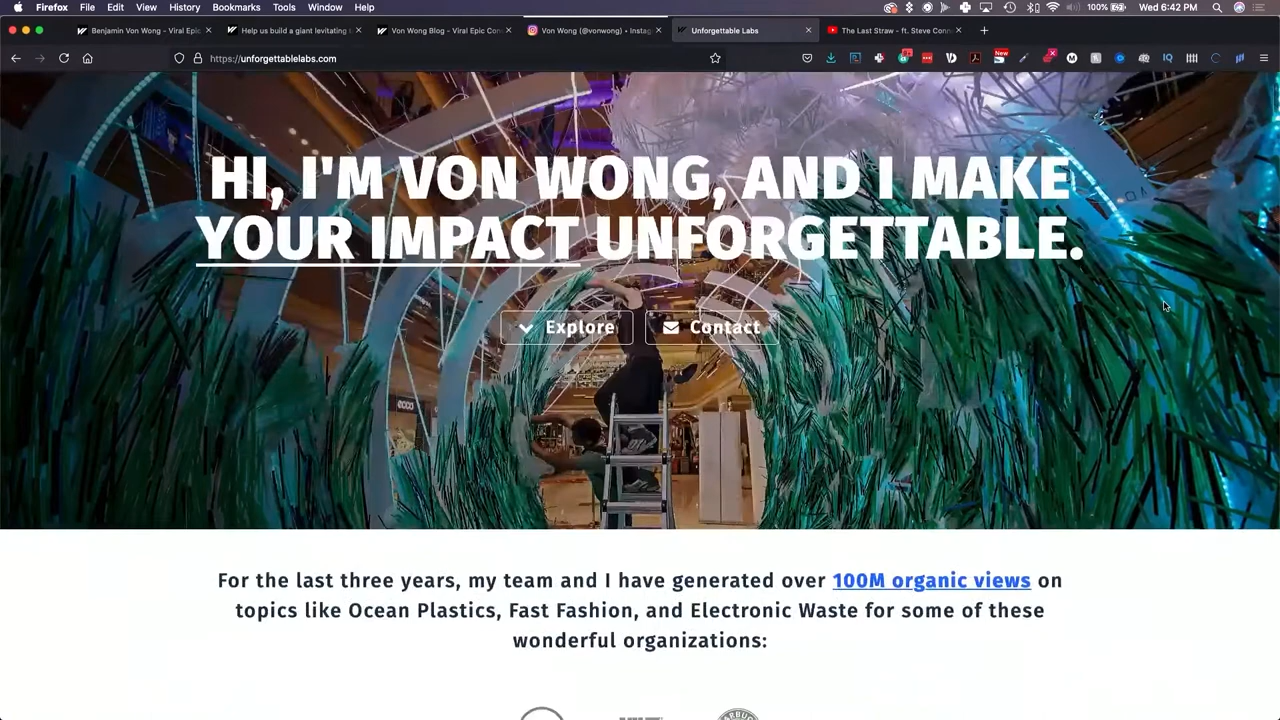 Firefox File Edit View History Bookmarks Tools Window Help 100% Wed 6:42 PM
Benjamin Von Wong - Viral Epic Help us build a giant levitating t Von Wong Blog - Viral Epic Con Von Wong (@vonwong) • Instag Unforgettable Labs The Last Straw - ft. Steve Conn
https://unforgettablelabs.com New
HI, I'M VON WONG, AND I MAKE
YOUR IMPACT UNFORGETTABLE.
Explore Contact
ecco
For the last three years, my team and I have generated over 100M organic views on
topics like Ocean Plastics, Fast Fashion, and Electronic Waste for some of these
wonderful organizations: